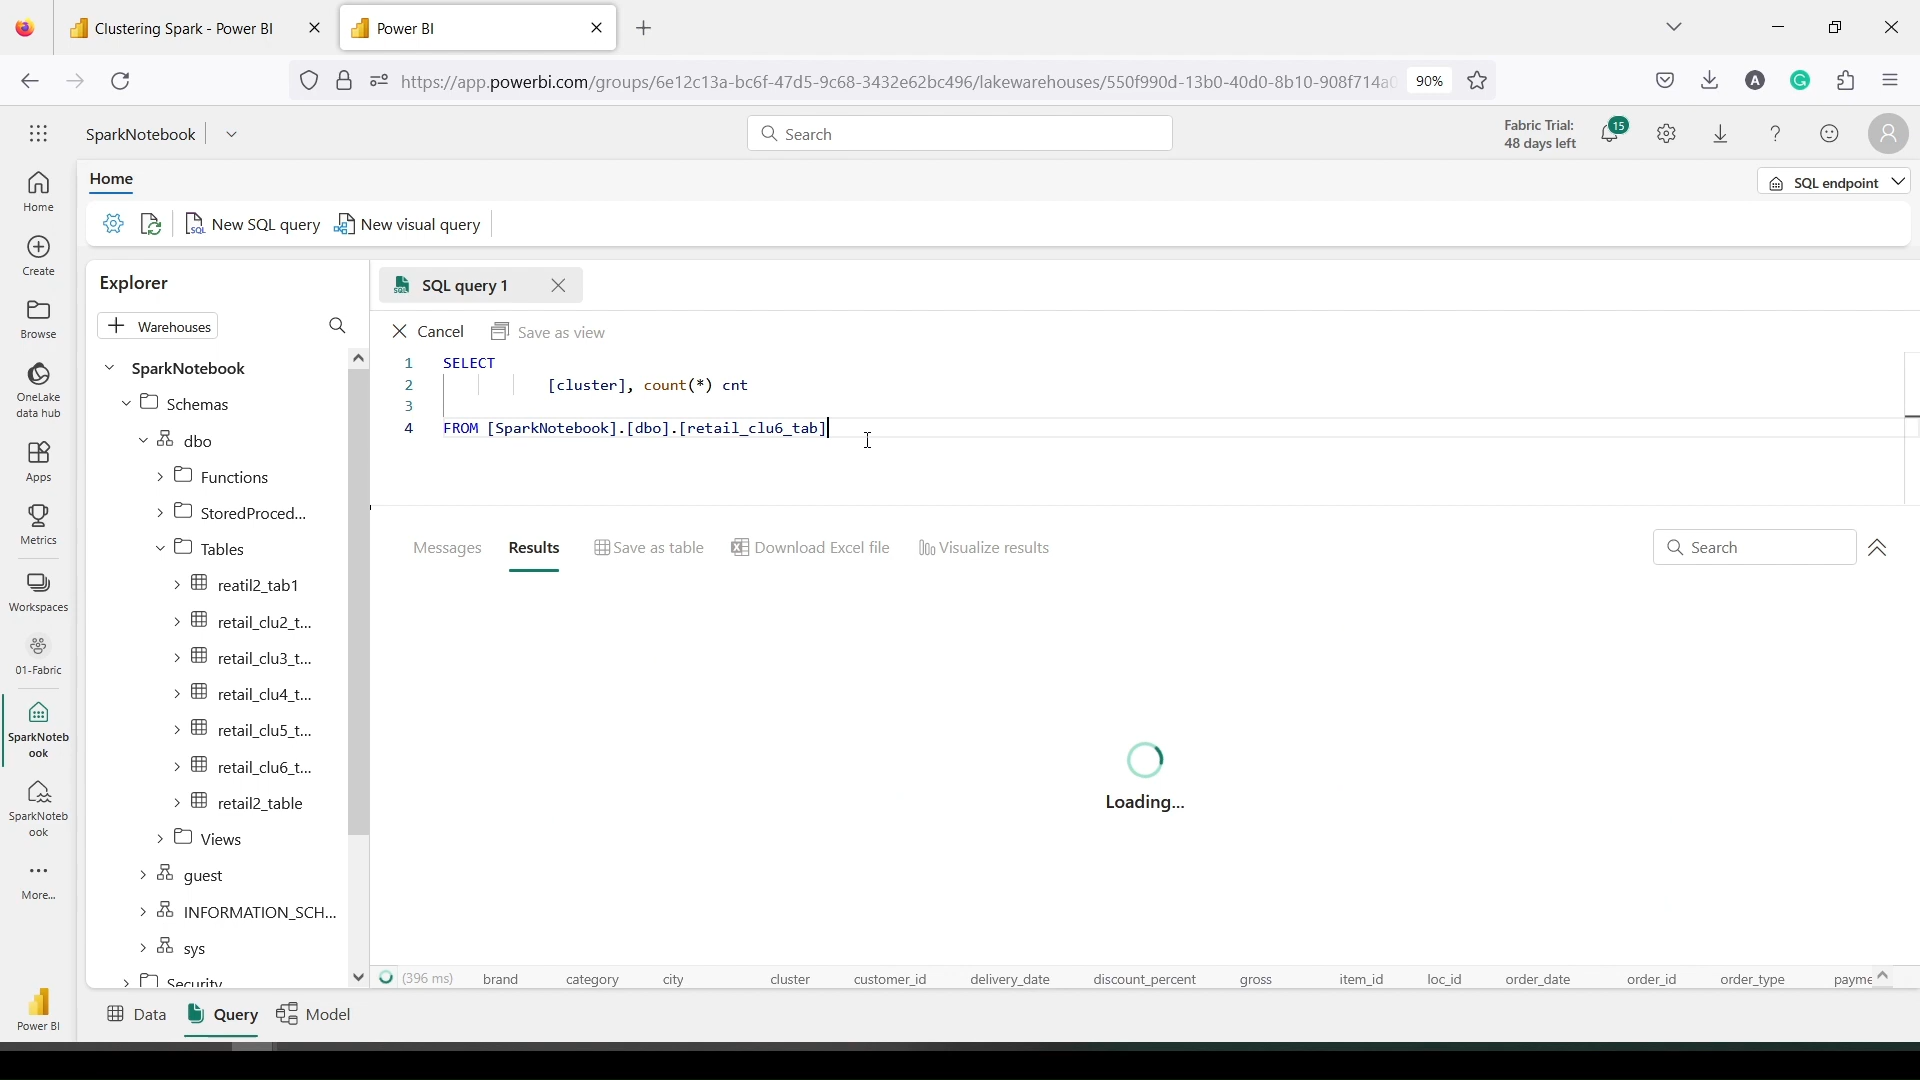 Clustering Spark - Power BI
Power BI
https://app.powerbi.com/groups/6e12c13a-bc6f-47d5-9c68-3432e62bc496/lakewarehouses/550f990d-13b0-40d0-8b10-908f714a0
90%
A
SparkNotebook
Search
Fabric Trial:
48 days left
15
Home
SQL endpoint
New SQL query
New visual query
Home
Create
Browse
OneLake
data hub
Apps
Metrics
Workspaces
01-Fabric
SparkNoteb
ook
SparkNoteb
ook
More...
Power BI
Explorer
Warehouses
SparkNotebook
Schemas
dbo
Functions
StoredProced...
Tables
reatil2_tab1
retail_clu2_t...
retail_clu3_t...
retail_clu4_t...
retail_clu5_t...
retail_clu6_t...
retail2_table
Views
guest
INFORMATION_SCH...
sys
Security
SQL query 1
Cancel
Save as view
1 SELECT
2 [cluster], count(*) cnt
3
4 FROM [SparkNotebook].[dbo].[retail_clu6_tab]
Messages
Results
Save as table
Download Excel file
Visualize results
Search
Loading...
(396 ms) brand category city cluster customer_id delivery_date discount_percent gross item_id loc_id order_date order_id order_type payme
Data
Query
Model